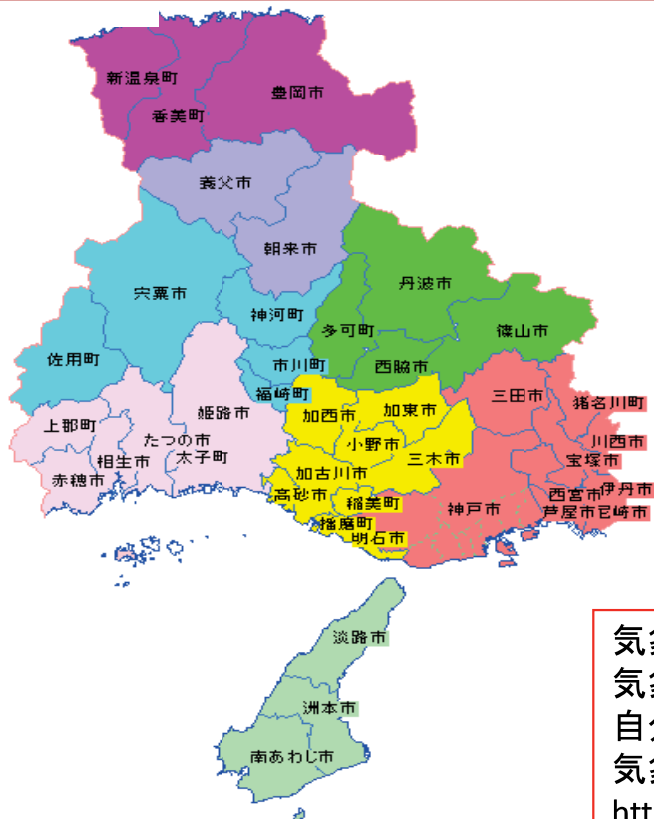 新温泉町
香美町
豊岡市
養父市
朝来市
宍粟市
神河町
丹波市
多可町
篠山市
佐用町
市川町
西脇市
福崎町
三田市
猪名川町
上郡町
姫路市
加西市
加東市
川西市
たつの市
小野市
宝塚市
相生市
太子町
三木市
赤穂市
加古川市
西宮市
伊丹市
高砂市
稲美町
神戸市
芦屋市
尼崎市
播磨町
明石市
淡路市
洲本市
南あわじ市
気
気
自
気
htt